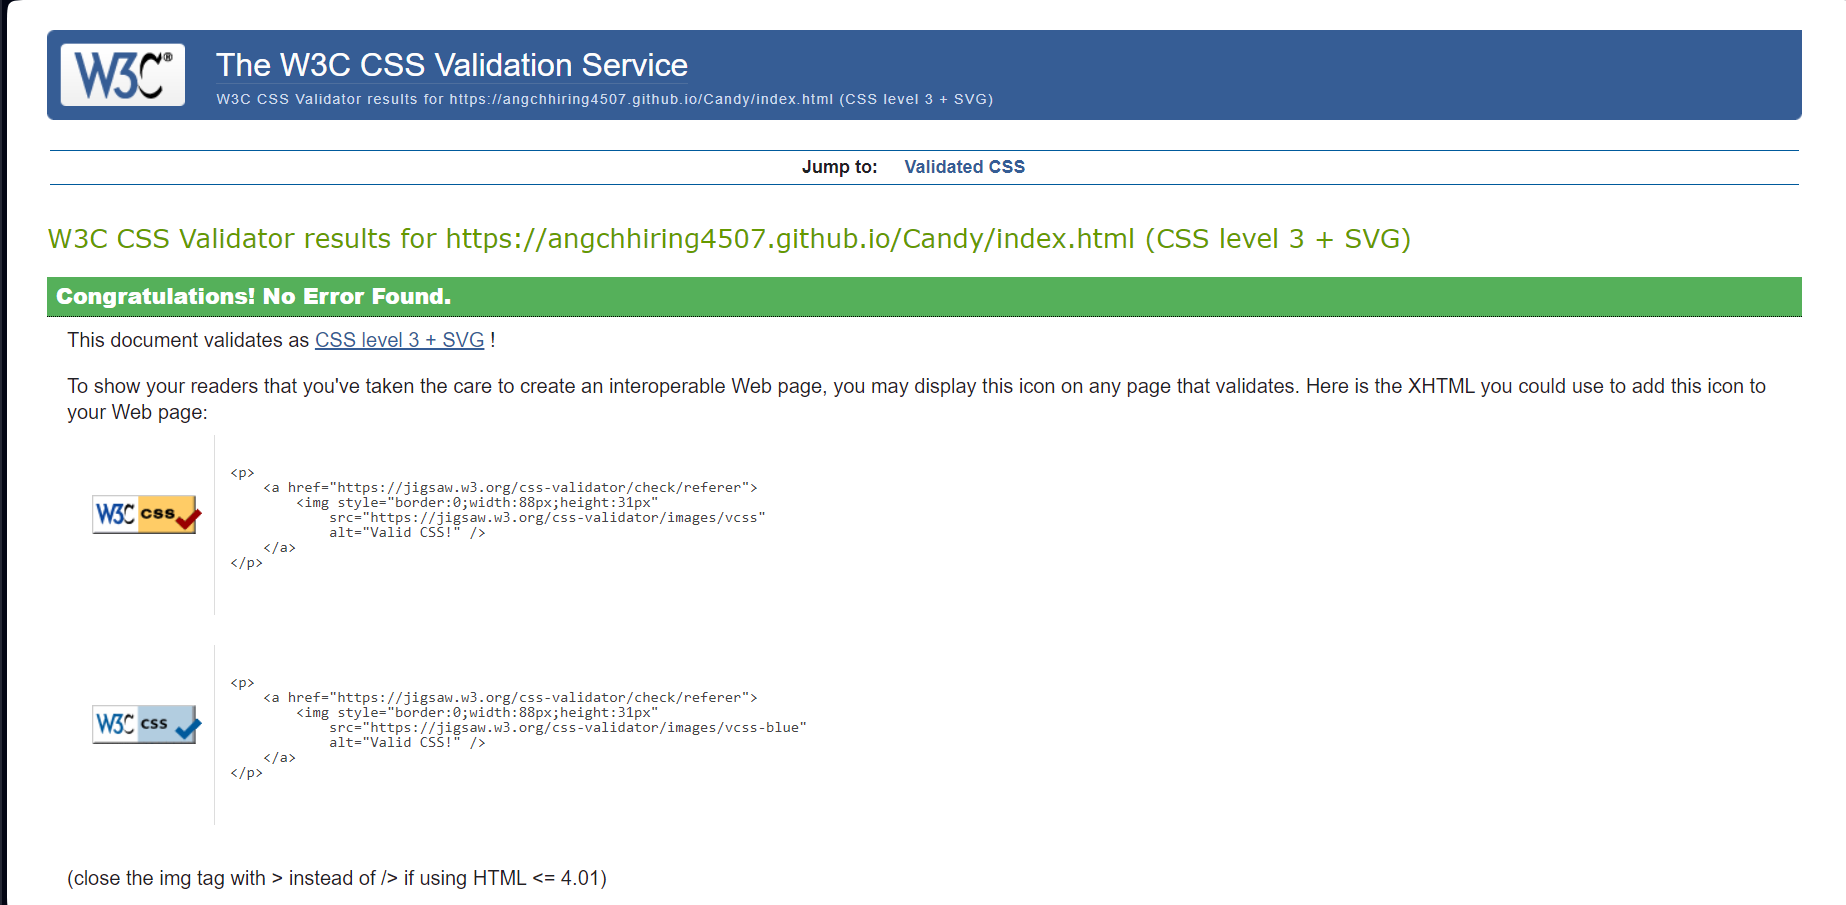 W3C®
The W3C CSS Validation Service
W3C CSS Validator results for https://angchhiring4507.github.io/Candy/index.html (CSS level 3 + SVG)
Jump to: Validated CSS
W3C CSS Validator results for https://angchhiring4507.github.io/Candy/index.html (CSS level 3 + SVG)
Congratulations! No Error Found.
This document validates as CSS level 3 + SVG !
To show your readers that you've taken the care to create an interoperable Web page, you may display this icon on any page that validates. Here is the XHTML you could use to add this icon to
your Web page:
W3C css
<p>
<a href="https://jigsaw.w3.org/css-validator/check/referer">
<img style="border:0;width:88px;height:31px"
src="https://jigsaw.w3.org/css-validator/images/vcss"
alt="Valid CSS!" />
</a>
</p>
W3C css
<p>
<a href="https://jigsaw.w3.org/css-validator/check/referer">
<img style="border:0;width:88px;height:31px"
src="https://jigsaw.w3.org/css-validator/images/vcss-blue"
alt="Valid CSS!" />
</a>
</p>
(close the img tag with > instead of /> if using HTML <= 4.01)